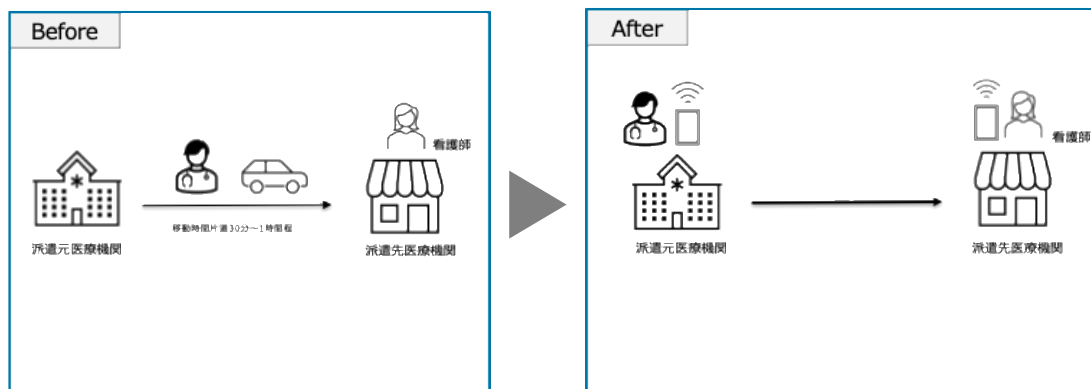 Before
看護師
移動時間片道30分～1時間程
派遣元医療機関
派遣先医療機関
After
看護師
派遣元医療機関
派遣先医療機関